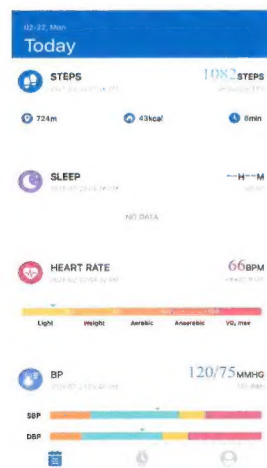 02-22, Mon
Today
STEPS
1082STEPS
724m
43kcal
6min
SLEEP
--H--M
NO DATA
HEART RATE
66BPM
Light Weight Aerobic Anaerobic VO₂ max
BP
120/75MMHG
SBP
DBP